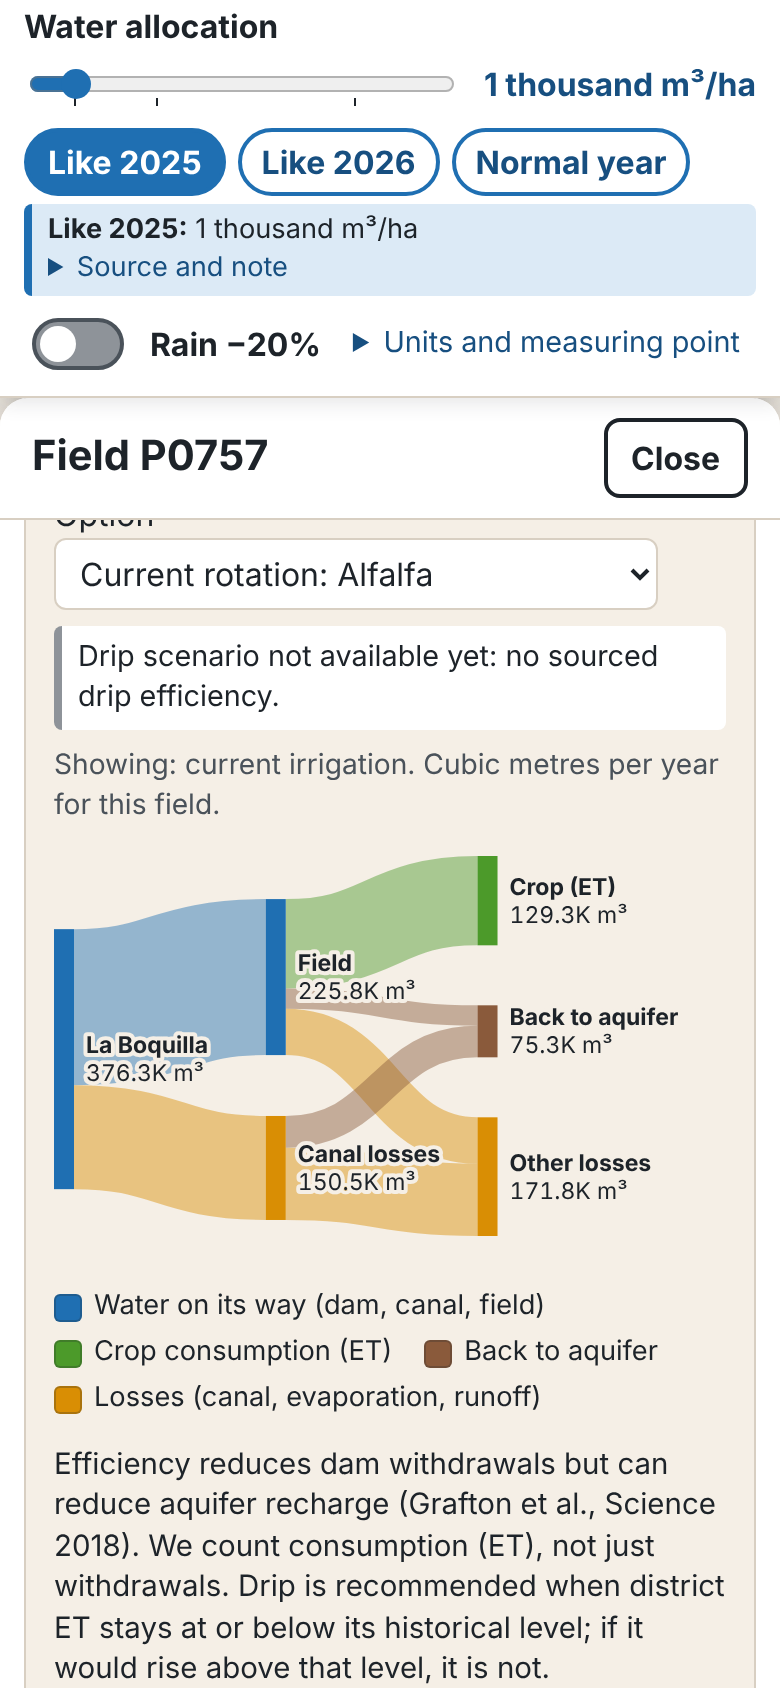 Water allocation
1 thousand m³/ha
Like 2025
Like 2026
Normal year
Like 2025: 1 thousand m³/ha
▶ Source and note
Rain −20%
▶ Units and measuring point
Field P0757
Close
Option
Current rotation: Alfalfa
Drip scenario not available yet: no sourced
drip efficiency.
Showing: current irrigation. Cubic metres per year
for this field.
Crop (ET)
129.3K m³
Field
225.8K m³
Back to aquifer
75.3K m³
La Boquilla
376.3K m³
Canal losses
150.5K m³
Other losses
171.8K m³
Water on its way (dam, canal, field)
Crop consumption (ET)
Back to aquifer
Losses (canal, evaporation, runoff)
Efficiency reduces dam withdrawals but can
reduce aquifer recharge (Grafton et al., Science
2018). We count consumption (ET), not just
withdrawals. Drip is recommended when district
ET stays at or below its historical level; if it
would rise above that level, it is not.